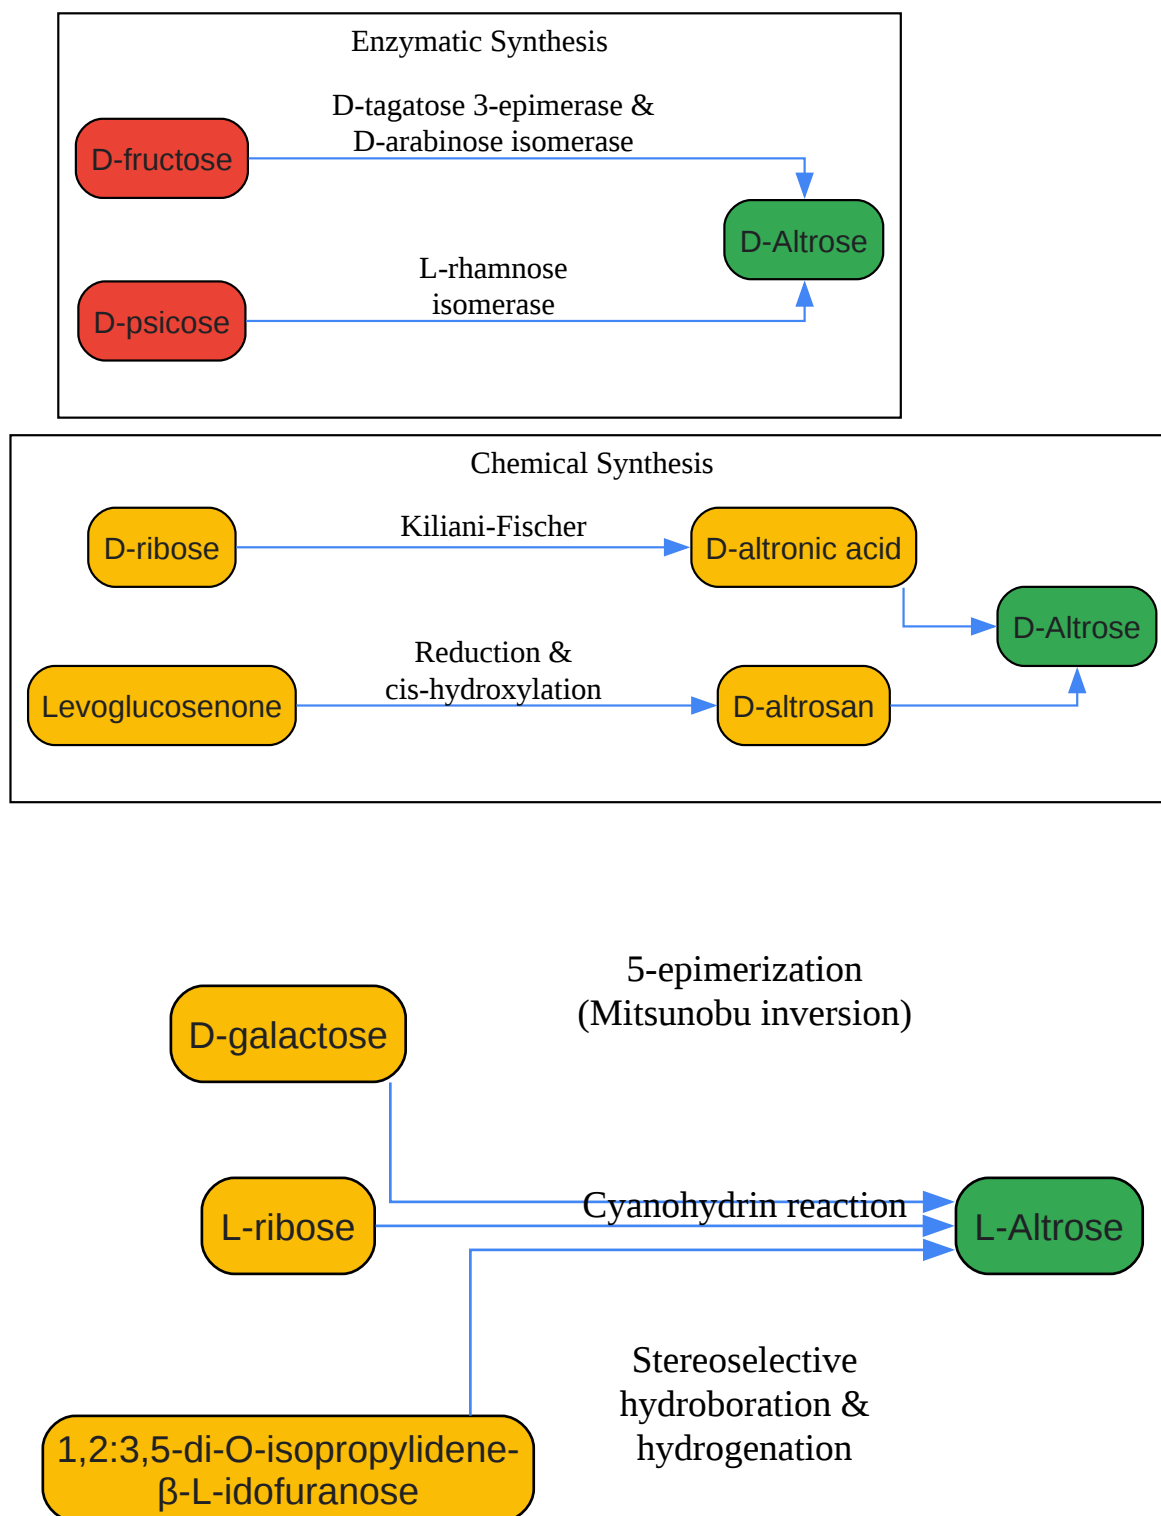 Enzymatic Synthesis
D-tagatose 3-epimerase &
D-arabinose isomerase
D-fructose
D-Altrose
L-rhamnose
isomerase
D-psicose
Chemical Synthesis
Kiliani-Fischer
D-ribose
D-altronic acid
D-Altrose
Reduction &
cis-hydroxylation
Levoglucosenone
D-altrosan
5-epimerization
(Mitsunobu inversion)
D-galactose
Cyanohydrin reaction
L-ribose
L-Altrose
Stereoselective
hydroboration &
hydrogenation
1,2:3,5-di-O-isopropylidene-
β-L-idofuranose